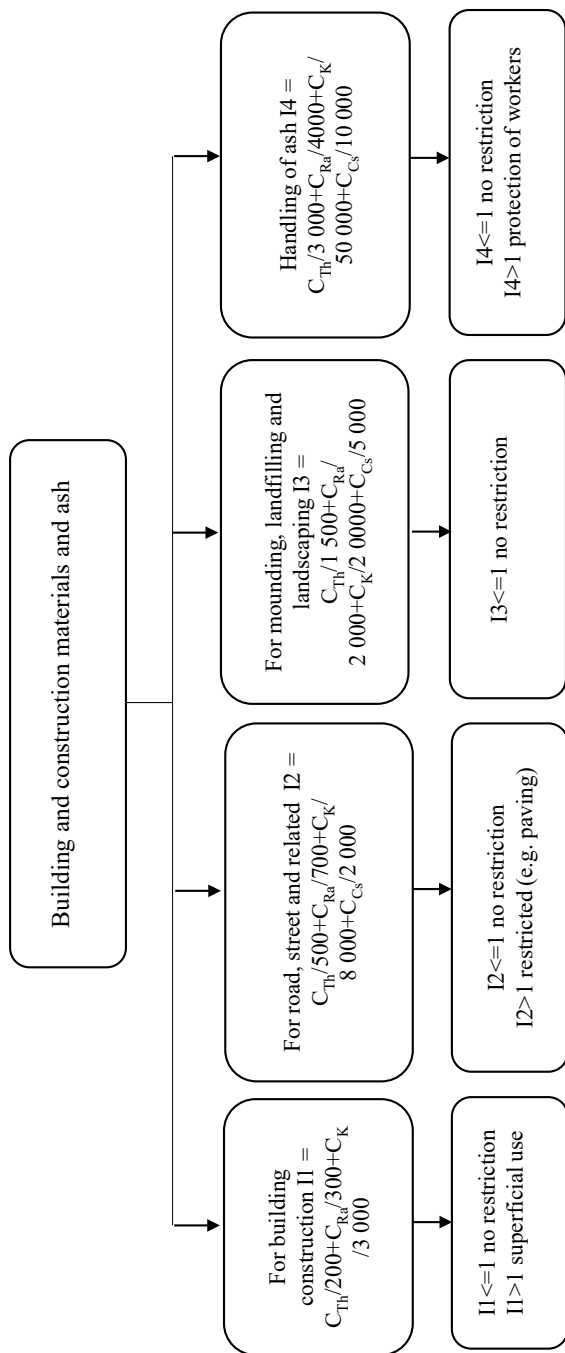 Building and construction materials and ash
For building
construction I1 =
C_Th/200+C_Ra/300+C_K
/3 000
For road, street and related I2 =
C_Th/500+C_Ra/700+C_K/
8 000+C_Cs/2 000
For mounding, landfilling and
landscaping I3 =
C_Th/1 500+C_Ra/
2 000+C_K/2 0000+C_Cs/5 000
Handling of ash I4 =
C_Th/3 000+C_Ra/4000+C_K/
50 000+C_Cs/10 000
I1<=1 no restriction
I1>1 superficial use
I2<=1 no restriction
I2>1 restricted (e.g. paving)
I3<=1 no restriction
I4<=1 no restriction
I4>1 protection of workers